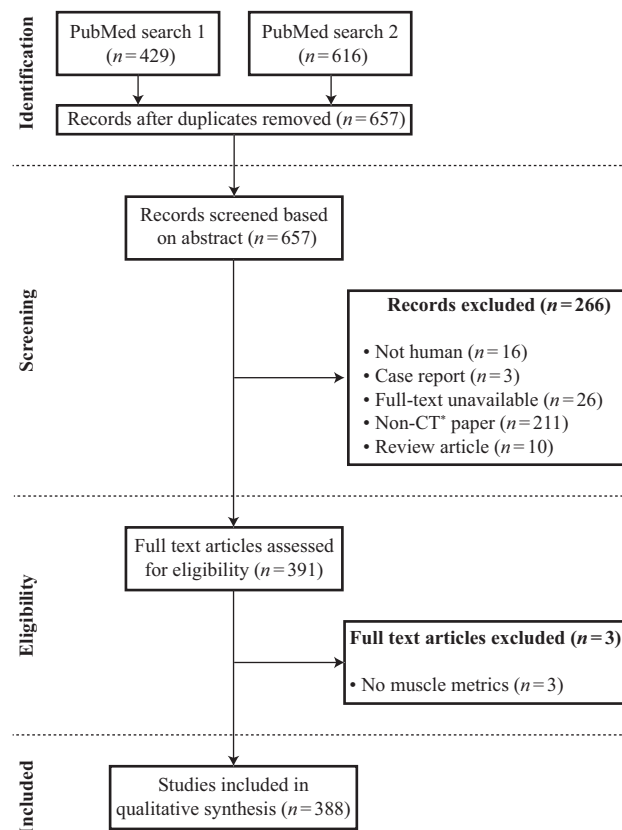 Identification
PubMed search 1
(n=429)
PubMed search 2
(n=616)
Records after duplicates removed (n=657)
Screening
Records screened based
on abstract (n=657)
Records excluded (n=266)
• Not human (n=16)
• Case report (n=3)
• Full-text unavailable (n=26)
• Non-CT* paper (n=211)
• Review article (n=10)
Eligibility
Full text articles assessed
for eligibility (n=391)
Full text articles excluded (n=3)
• No muscle metrics (n=3)
Included
Studies included in
qualitative synthesis (n=388)